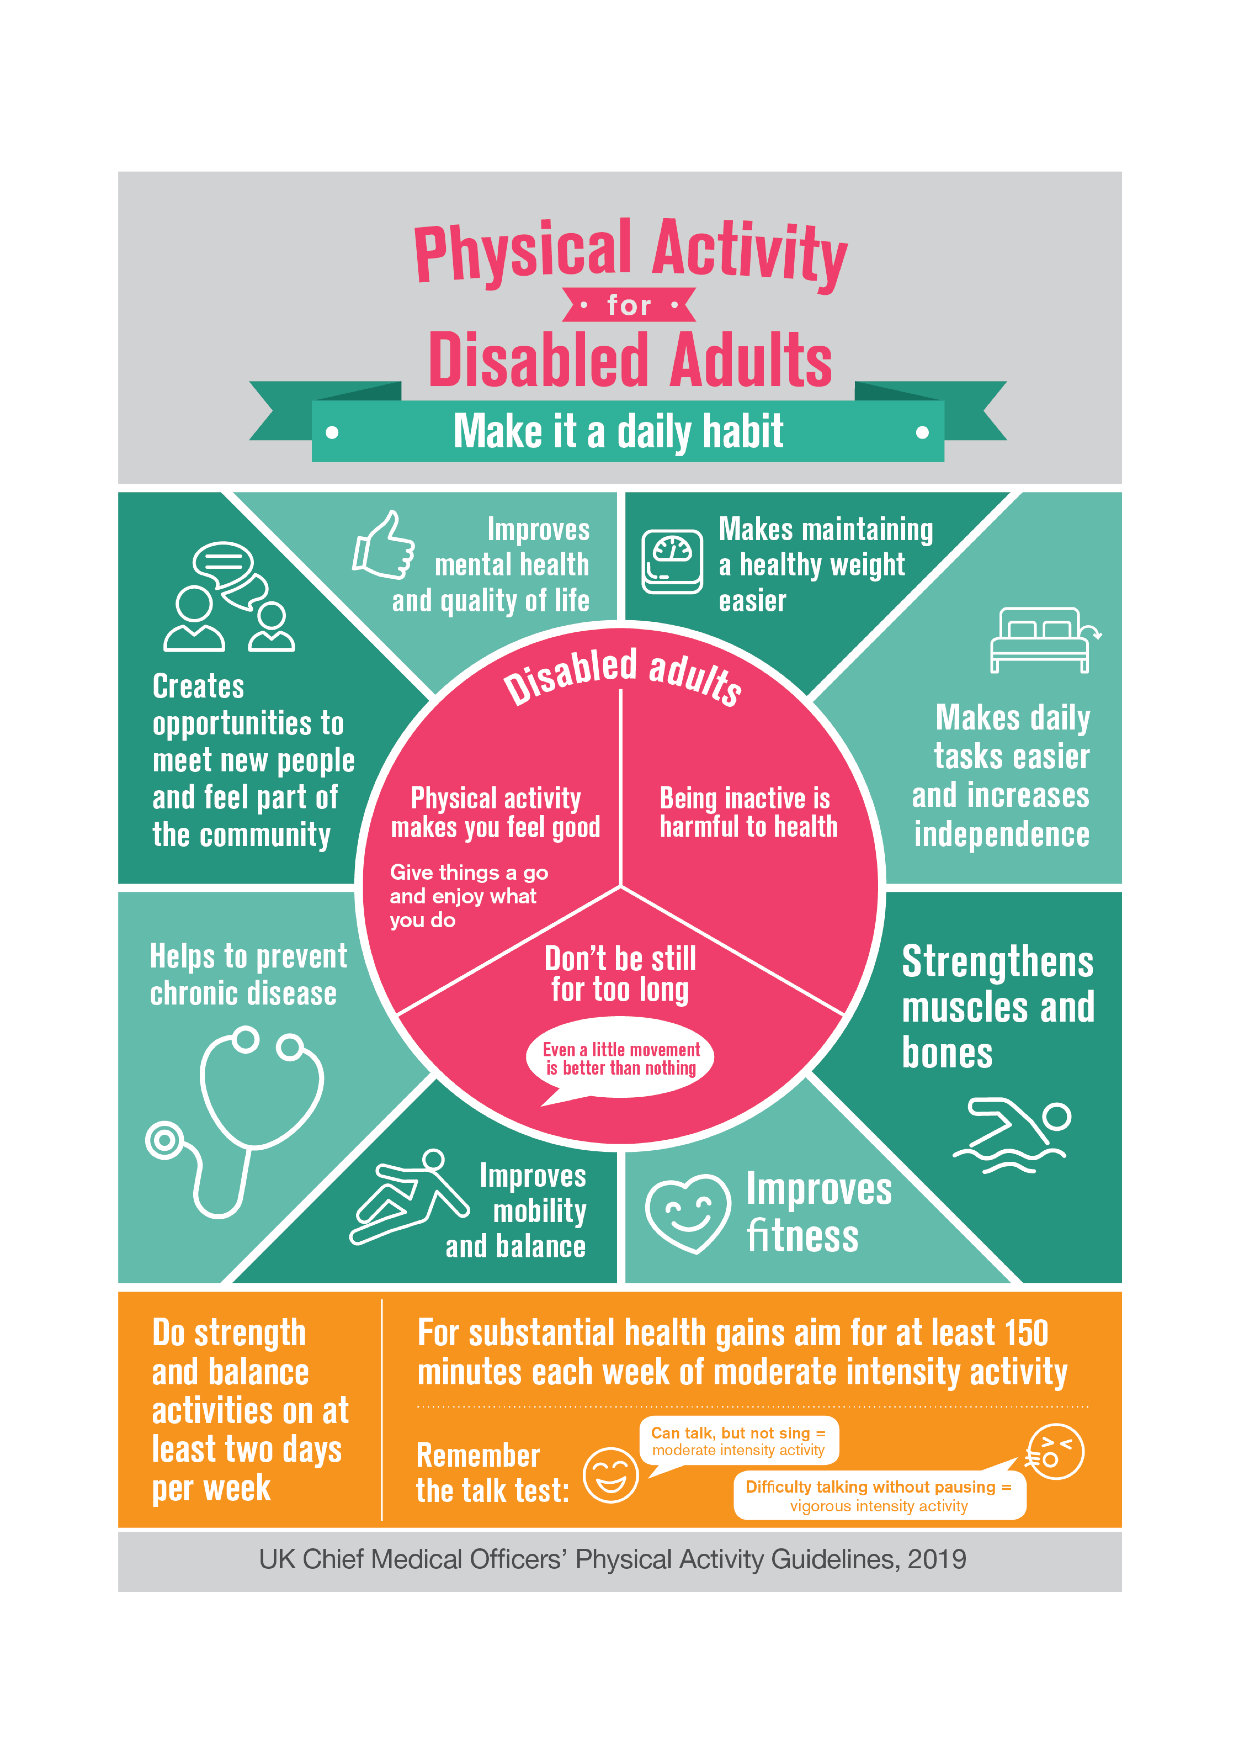 Physical Activity
for
Disabled Adults
Make it a daily habit
Creates
opportunities to
meet new people
and feel part of
the community
Improves
mental health
and quality of life
Makes maintaining
a healthy weight
easier
Makes daily
tasks easier
and increases
independence
Disabled adults
Physical activity
makes you feel good
Give things a go
and enjoy what
you do
Being inactive is
harmful to health
Don't be still
for too long
Even a little movement
is better than nothing
Helps to prevent
chronic disease
Strengthens
muscles and
bones
Improves
mobility
and balance
Improves
fitness
Do strength
and balance
activities on at
least two days
per week
For substantial health gains aim for at least 150
minutes each week of moderate intensity activity
Remember
the talk test:
Can talk, but not sing =
moderate intensity activity
Difficulty talking without pausing =
vigorous intensity activity
UK Chief Medical Officers' Physical Activity Guidelines, 2019